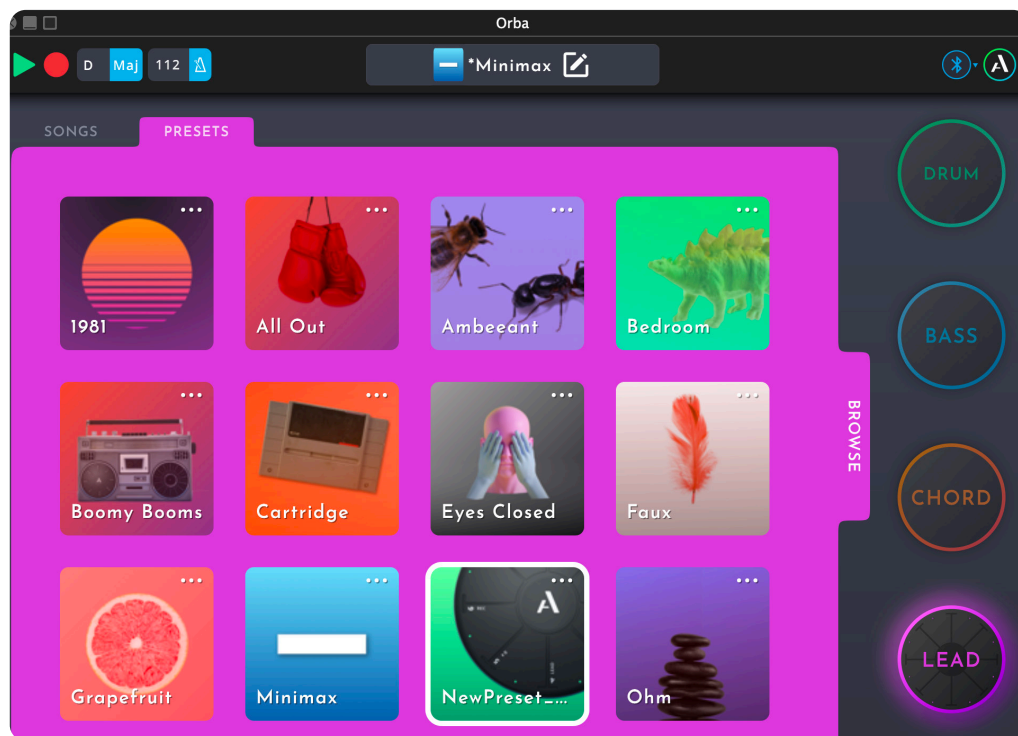 Orba
D Maj 112 *Minimax
SONGS PRESETS
DRUM
1981 All Out Ambeeant Bedroom
BASS
BROWSE
Boomy Booms Cartridge Eyes Closed Faux
CHORD
Grapefruit Minimax NewPreset_... Ohm
LEAD